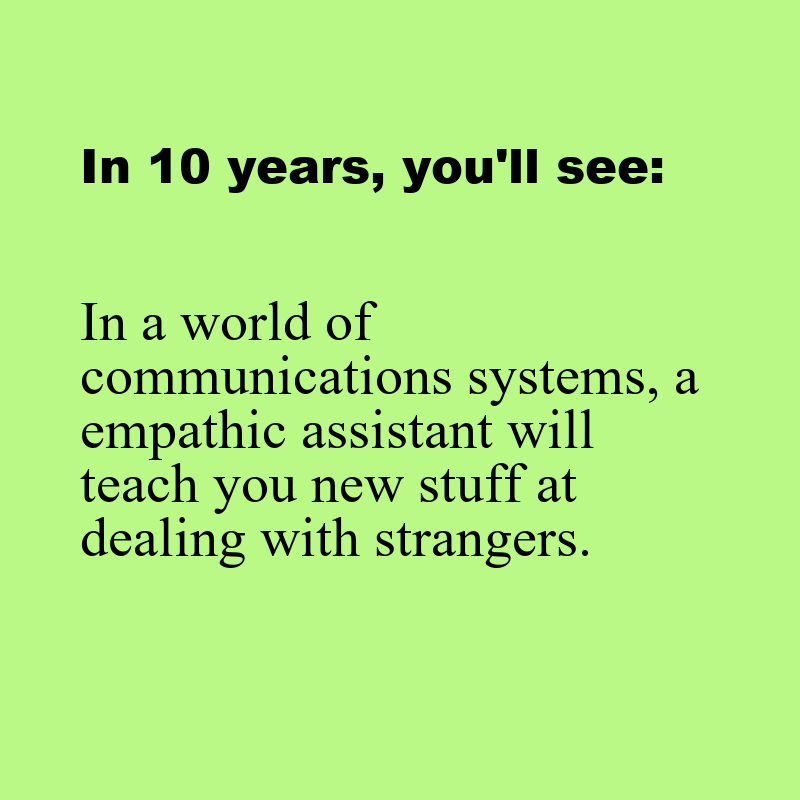 In 10 years, you'll see:
In a world of
communications systems, a
empathic assistant will
teach you new stuff at
dealing with strangers.